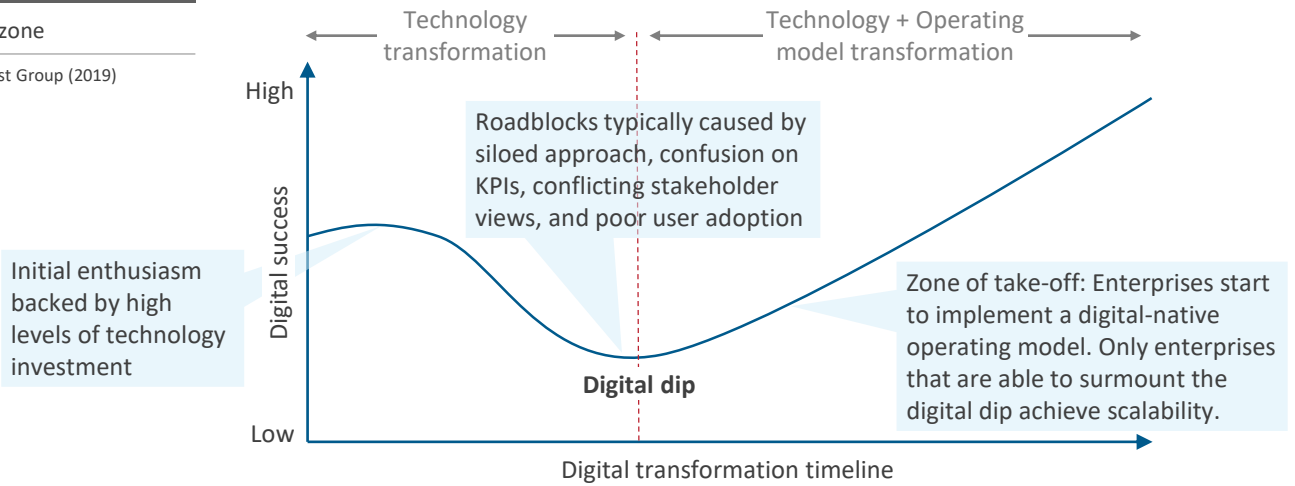 zone
st Group (2019)
Technology
transformation
Technology + Operating
model transformation
High
Roadblocks typically caused by
siloed approach, confusion on
KPIs, conflicting stakeholder
views, and poor user adoption
Digital success
Initial enthusiasm
backed by high
levels of technology
investment
Zone of take-off: Enterprises start
to implement a digital-native
operating model. Only enterprises
that are able to surmount the
digital dip achieve scalability.
Digital dip
Low
Digital transformation timeline